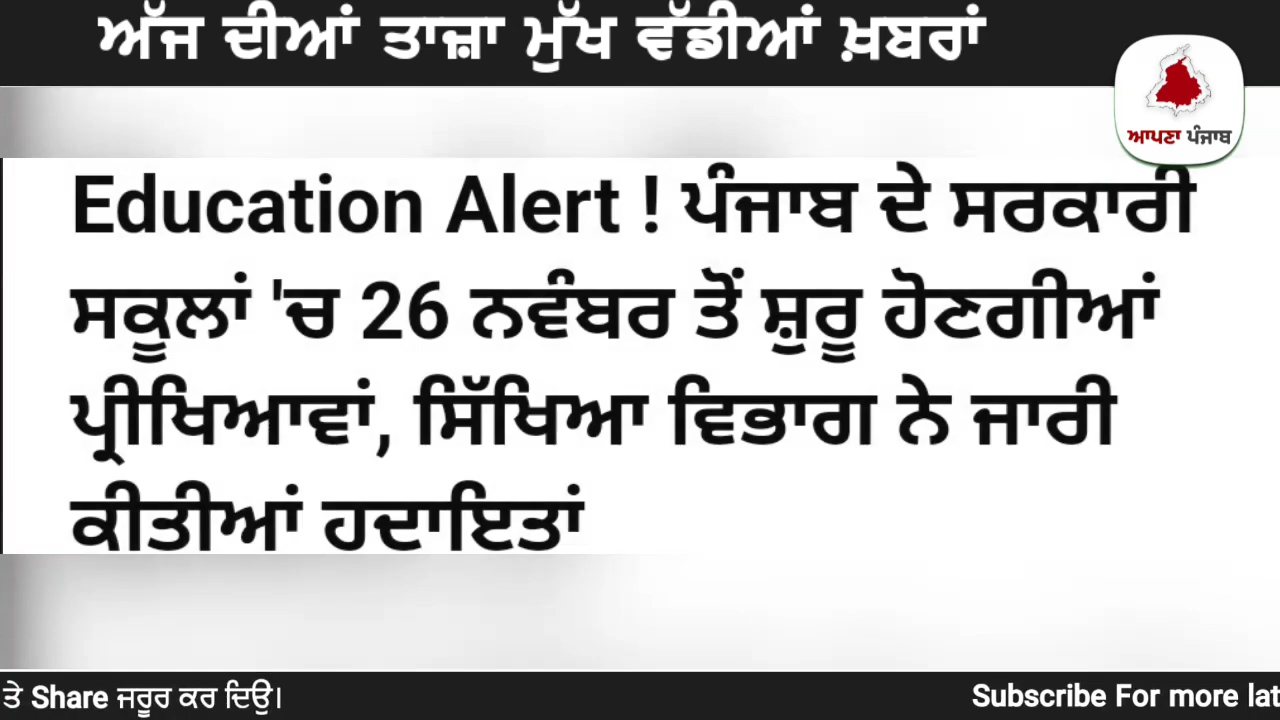 ਅੱਜ ਦੀਆਂ ਤਾਜ਼ਾ ਮੁੱਖ ਵੱਡੀਆਂ ਖ਼ਬਰਾਂ
ਆਪਣਾ ਪੰਜਾਬ
Education Alert ! ਪੰਜਾਬ ਦੇ ਸਰਕਾਰੀ
ਸਕੂਲਾਂ 'ਚ 26 ਨਵੰਬਰ ਤੋਂ ਸ਼ੁਰੂ ਹੋਣਗੀਆਂ
ਪ੍ਰੀਖਿਆਵਾਂ, ਸਿੱਖਿਆ ਵਿਭਾਗ ਨੇ ਜਾਰੀ
ਕੀਤੀਆਂ ਹਦਾਇਤਾਂ
ਤੇ Share ਜਰੂਰ ਕਰ ਦਿਉ। Subscribe For more lat